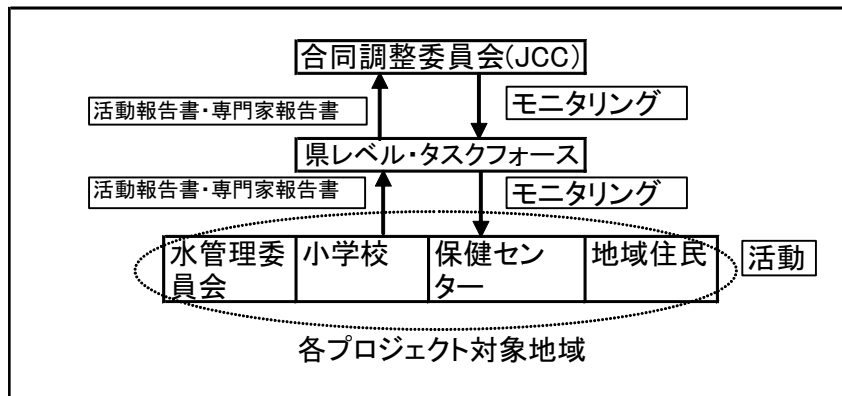 合同調整委員会(JCC)
活動報告書・専門家報告書
モニタリング
県レベル・タスクフォース
活動報告書・専門家報告書
モニタリング
水管理委
員会
小学校
保健セン
ター
地域住民
活動
各プロジェクト対象地域